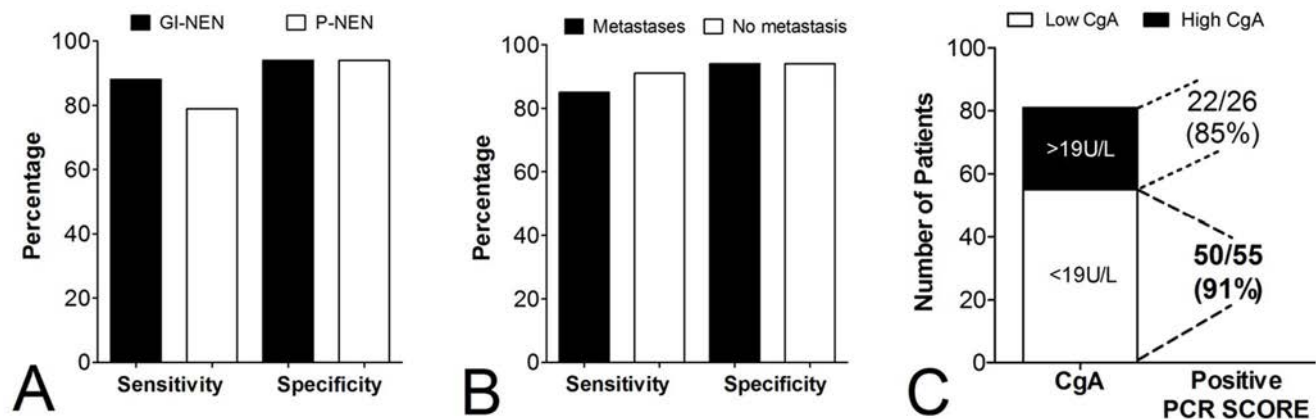 GI-NEN P-NEN
100
80
60
40
20
0
Percentage
Sensitivity Specificity
A
Metastases No metastasis
100
80
60
40
20
0
Percentage
Sensitivity Specificity
B
Low CgA High CgA
100
80
60
40
20
0
Number of Patients
>19U/L
<19U/L
22/26
(85%)
50/55
(91%)
CgA Positive
PCR SCORE
C